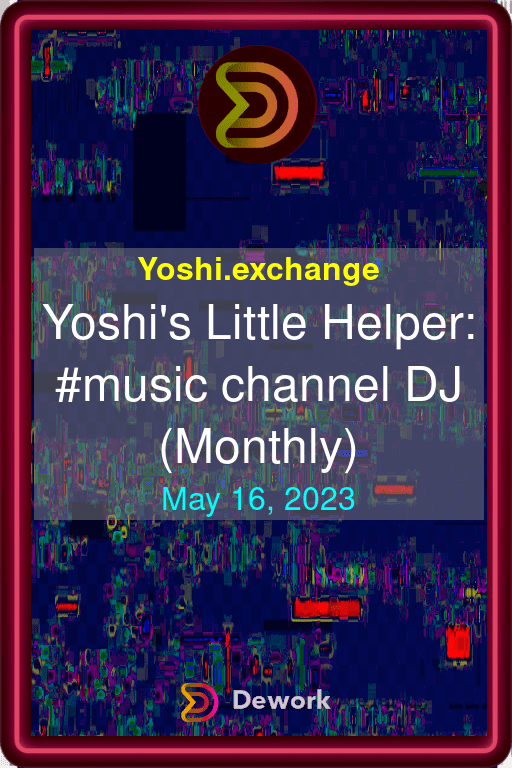 Yoshi.exchange
Yoshi's Little Helper:
#music channel DJ
(Monthly)
May 16, 2023
Dework